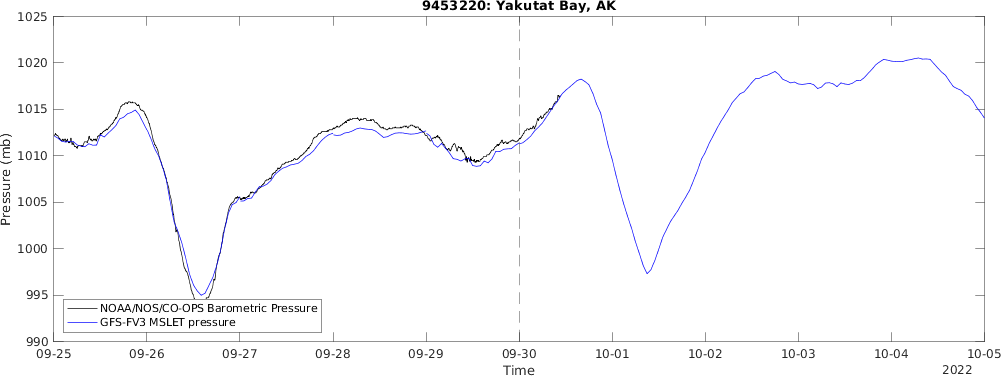 9453220: Yakutat Bay, AK
1025
1020
1015
1010
1005
1000
995
990
Pressure (mb)
NOAA/NOS/CO-OPS Barometric Pressure
GFS-FV3 MSLET pressure
09-25 09-26 09-27 09-28 09-29 09-30 10-01 10-02 10-03 10-04 10-05
Time
2022